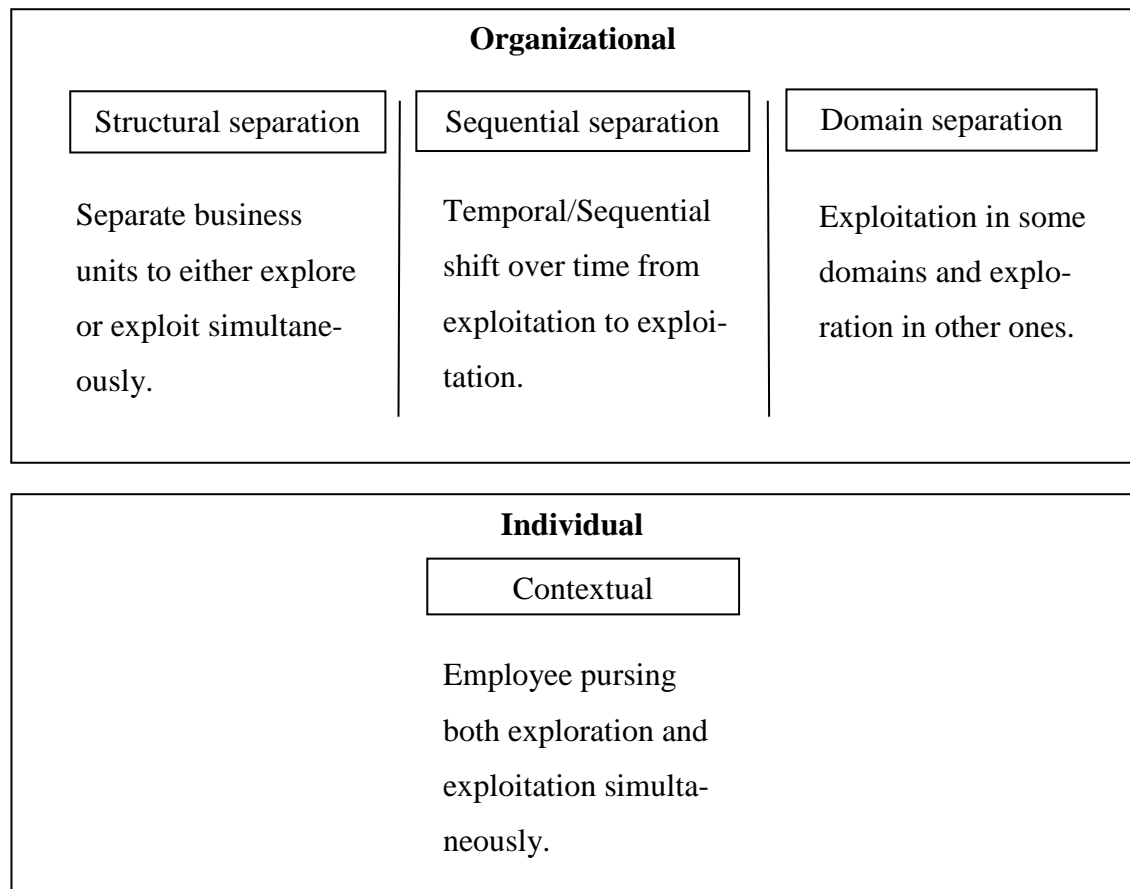 Organizational
Structural separation
Separate business
units to either explore
or exploit simultane-
ously.
Sequential separation
Temporal/Sequential
shift over time from
exploitation to exploi-
tation.
Domain separation
Exploitation in some
domains and explo-
ration in other ones.
Individual
Contextual
Employee pursing
both exploration and
exploitation simulta-
neously.